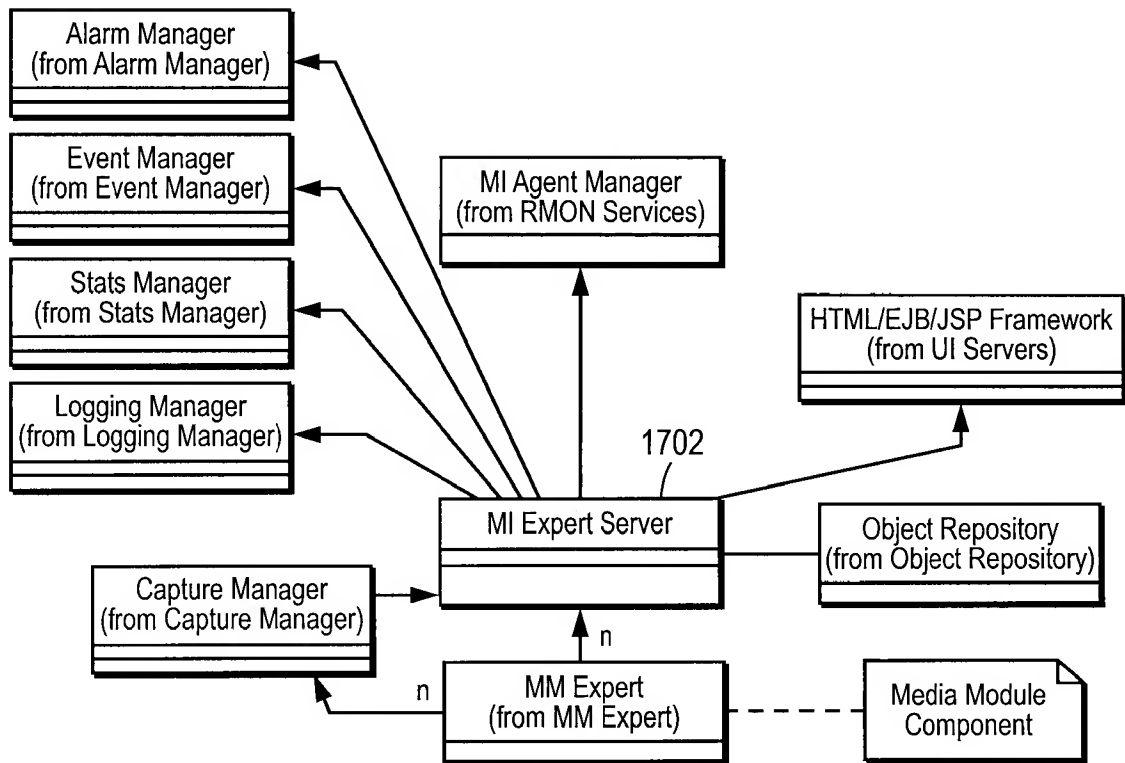 Alarm Manager
(from Alarm Manager)
Event Manager
(from Event Manager)
MI Agent Manager
(from RMON Services)
Stats Manager
(from Stats Manager)
HTML/EJB/JSP Framework
(from UI Servers)
Logging Manager
(from Logging Manager)
1702
MI Expert Server
Object Repository
(from Object Repository)
Capture Manager
(from Capture Manager)
n
n
MM Expert
(from MM Expert)
Media Module
Component